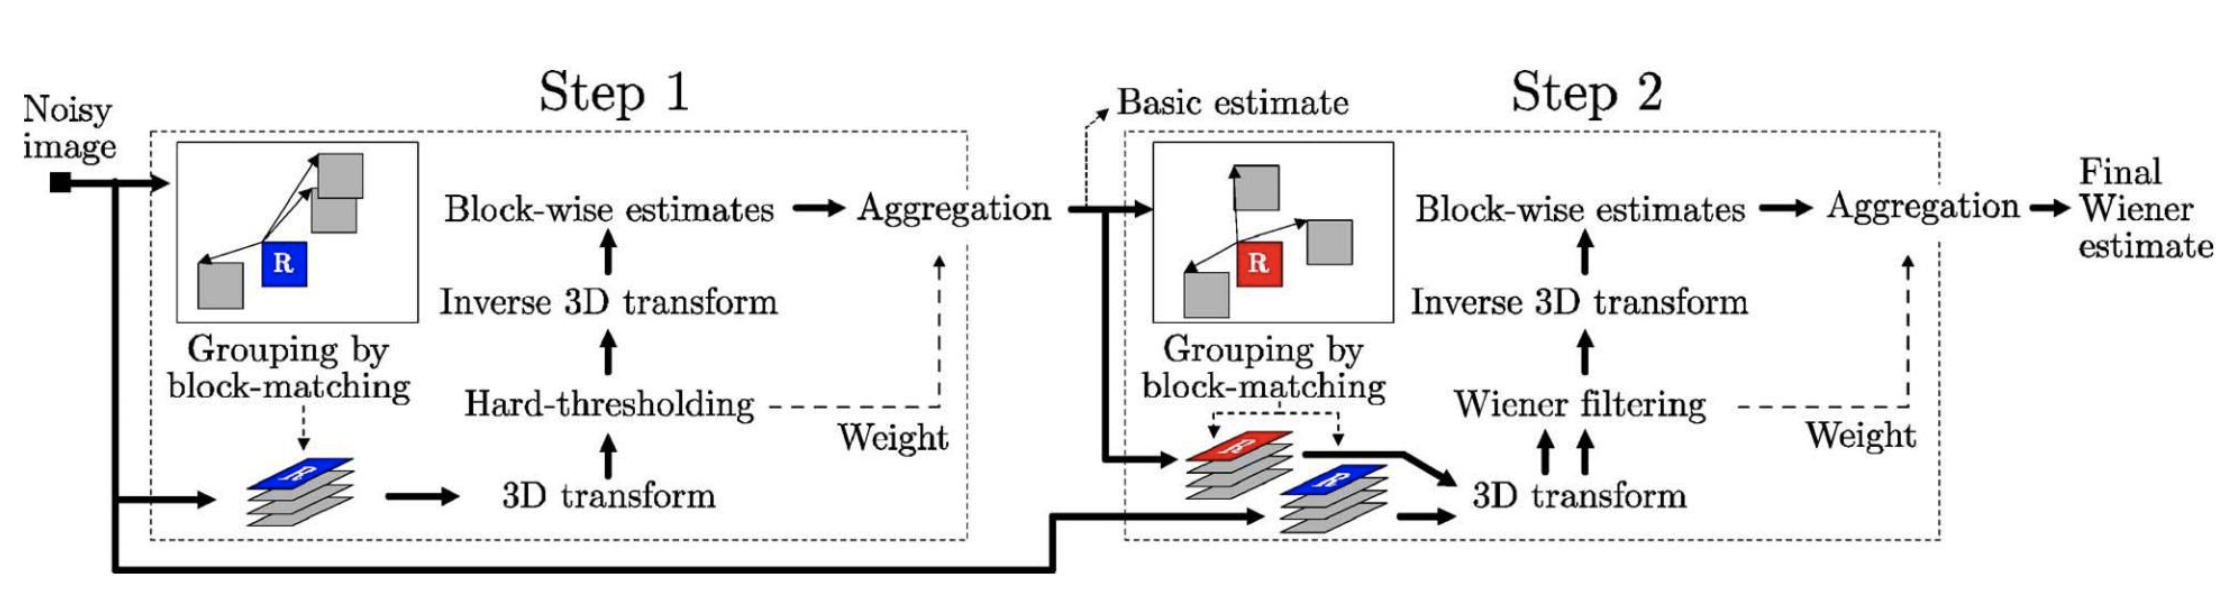 Step 1
Noisy
image
R
Grouping by
block-matching
R
3D transform
Hard-thresholding
Inverse 3D transform
Block-wise estimates
Aggregation
Weight
Basic estimate
Step 2
R
Grouping by
block-matching
R
R
3D transform
Wiener filtering
Inverse 3D transform
Block-wise estimates
Aggregation
Weight
Final
Wiener
estimate